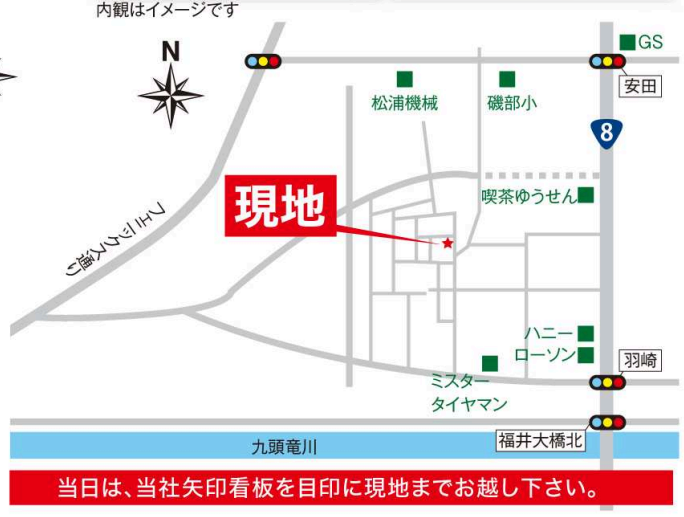 内観はイメージです
N
GS
安田
松浦機械
磯部小
8
喫茶ゆうせん
現地
フェニックス通り
ハニー
ローソン
羽崎
ミスター
タイヤマン
福井大橋北
九頭竜川
当日は、当社矢印看板を目印に現地までお越し下さい。